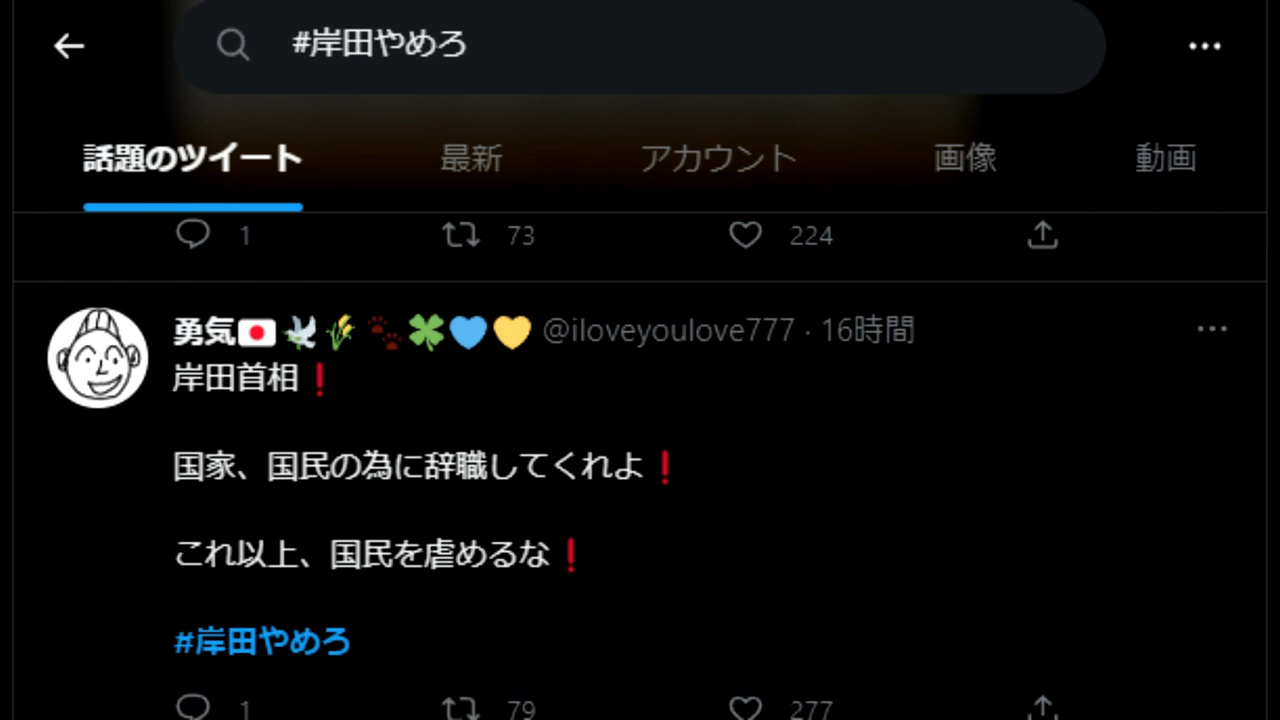 #岸田やめろ
話題のツイート 最新 アカウント 画像 動画
1 73 224
勇気🇯🇵🕊🌾🐾🍀💙💛 @iloveyoulove777 · 16時間
岸田首相❗
国家、国民の為に辞職してくれよ❗
これ以上、国民を虐めるな❗
#岸田やめろ
1 79 277